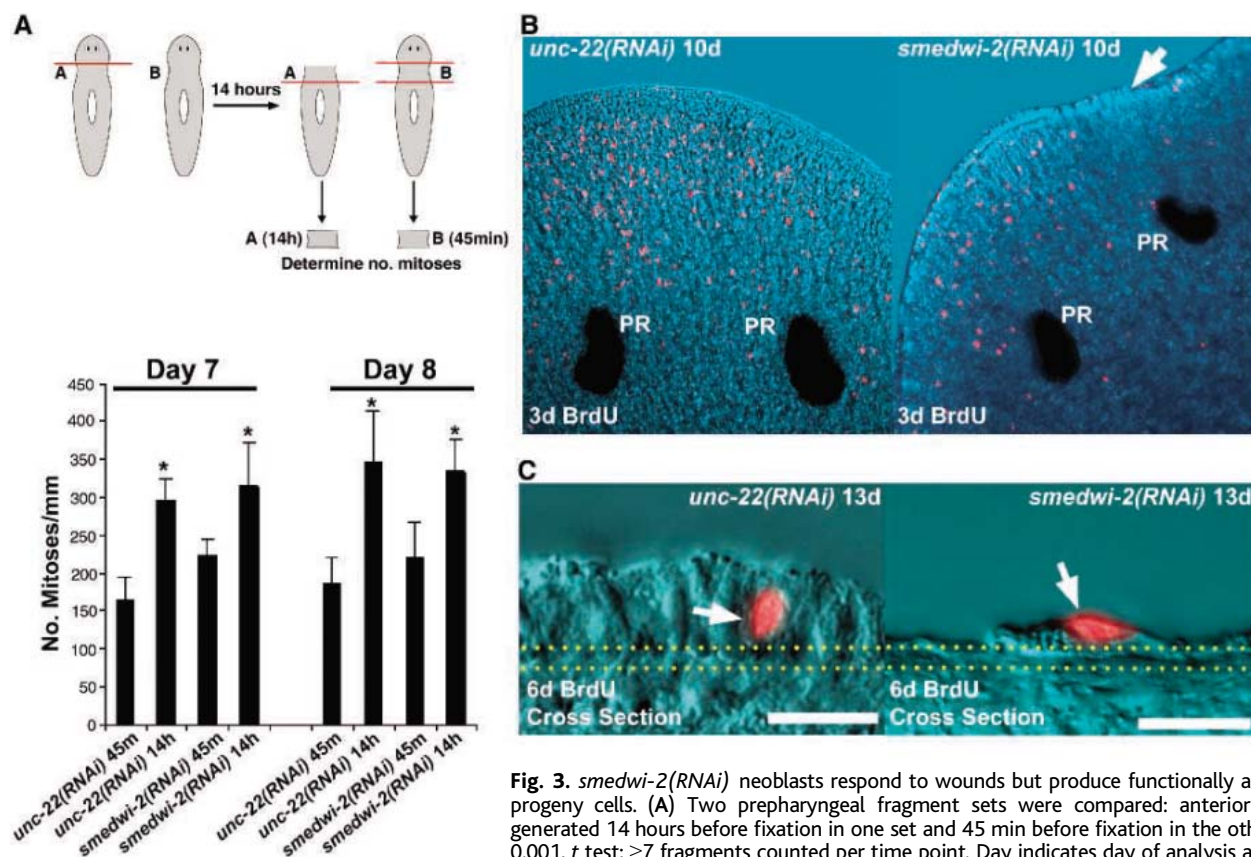 A
A
B
14 hours
A
B
A (14h)
B (45min)
Determine no. mitoses
Day 7
Day 8
No. Mitoses/mm
450
400
350
300
250
200
150
100
50
0
unc-22(RNAi) 45m
unc-22(RNAi) 14h
smedwi-2(RNAi) 45m
smedwi-2(RNAi) 14h
unc-22(RNAi) 45m
unc-22(RNAi) 14h
smedwi-2(RNAi) 45m
smedwi-2(RNAi) 14h
* * * *
B
unc-22(RNAi) 10d
PR
PR
3d BrdU
smedwi-2(RNAi) 10d
PR
PR
3d BrdU
C
unc-22(RNAi) 13d
6d BrdU
Cross Section
smedwi-2(RNAi) 13d
6d BrdU
Cross Section
Fig. 3. smedwi-2(RNAi) neoblasts respond to wounds but produce functionally a
progeny cells. (A) Two prepharyngeal fragment sets were compared: anterior
generated 14 hours before fixation in one set and 45 min before fixation in the oth
0.001, t test; ≥7 fragments counted per time point. Day indicates day of analysis a